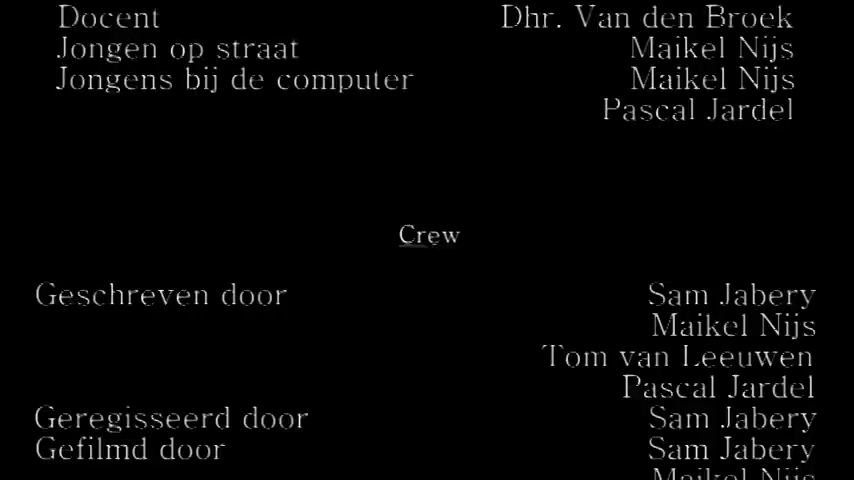 Docent Dhr. Van den Broek
Jongen op straat Maikel Nijs
Jongens bij de computer Maikel Nijs
Pascal Jardel
Crew
Geschreven door Sam Jabery
Maikel Nijs
Tom van Leeuwen
Pascal Jardel
Geregisseerd door Sam Jabery
Gefilmd door Sam Jabery
Maikel Nijs